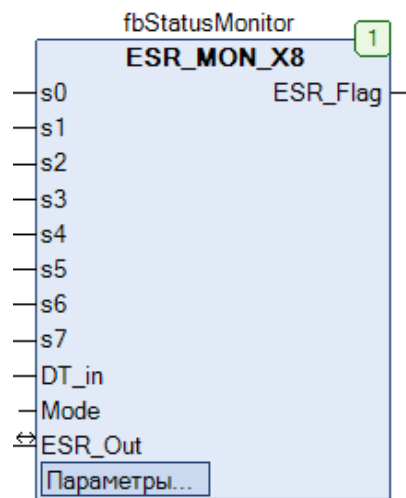 fbStatusMonitor
1
ESR_MON_X8
s0 ESR_Flag
s1
s2
s3
s4
s5
s6
s7
DT_in
Mode
ESR_Out
Параметры...